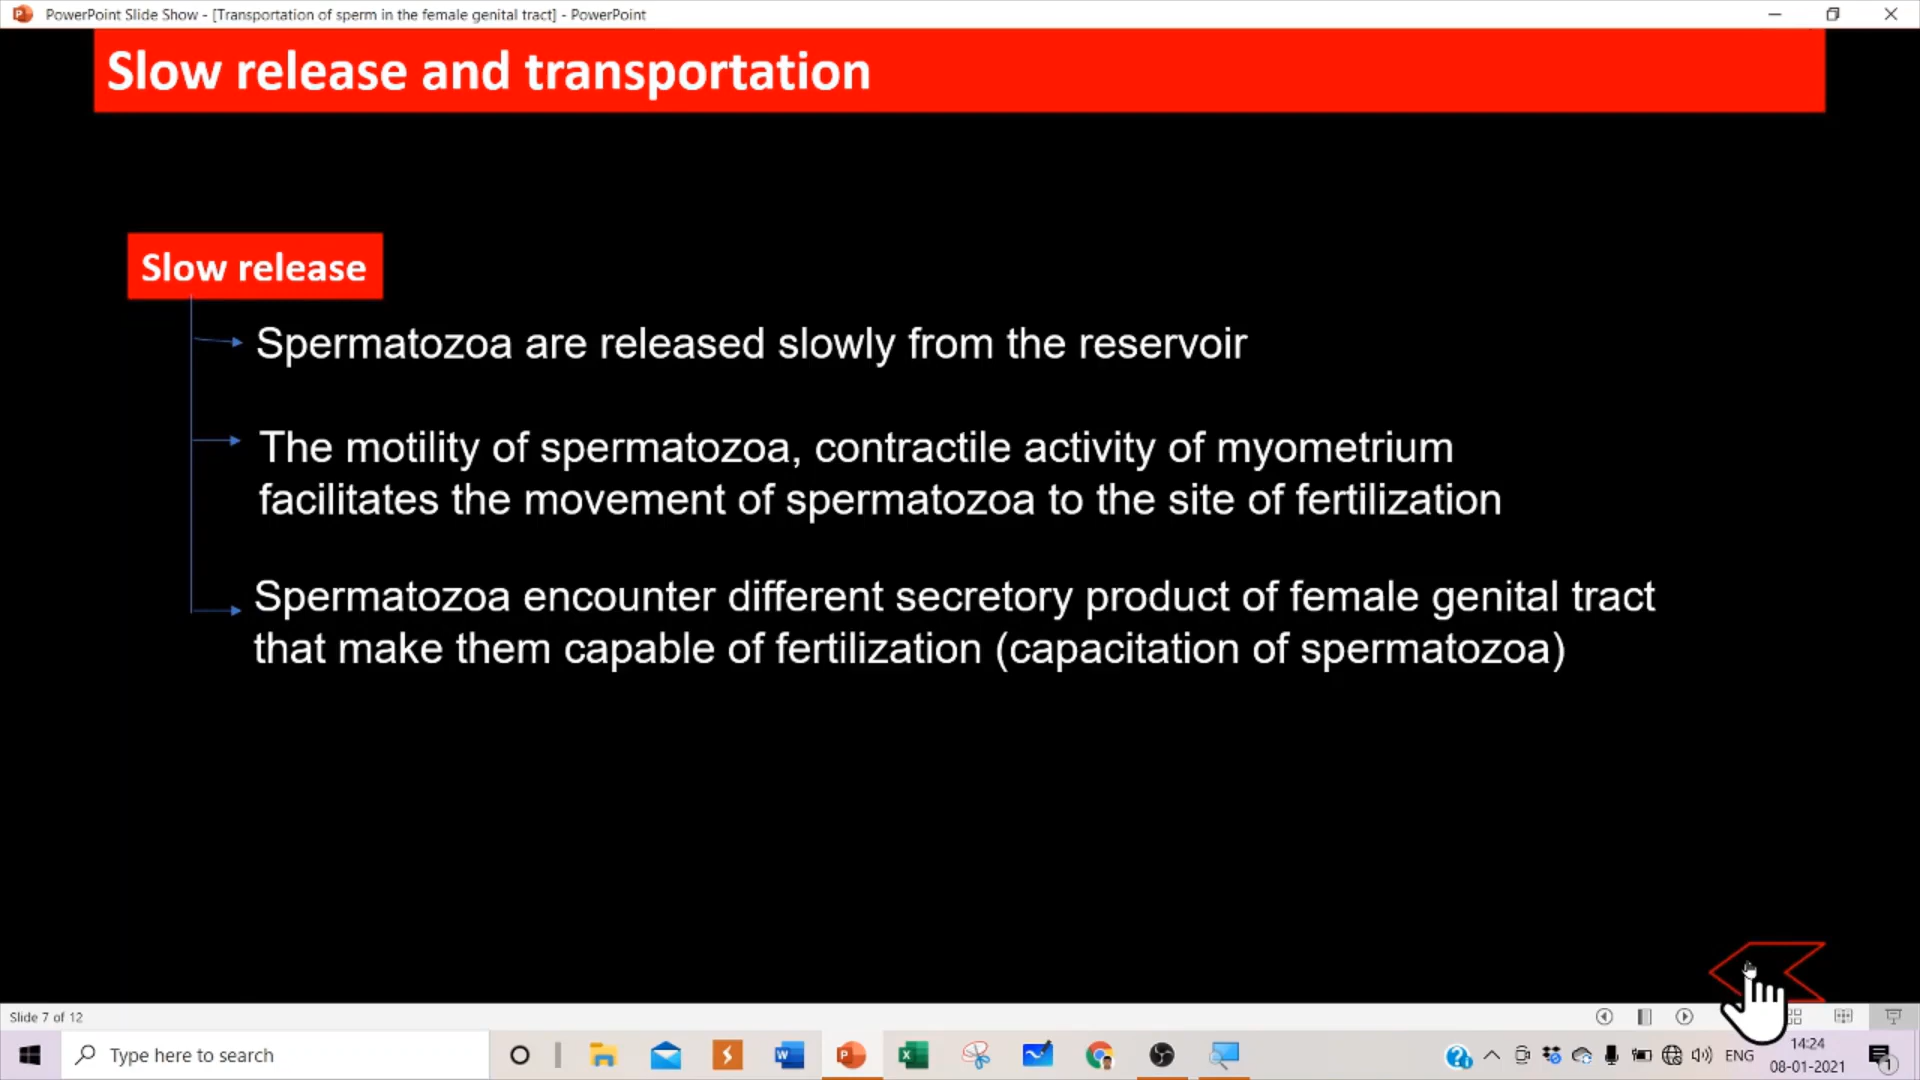 PowerPoint Slide Show - [Transportation of sperm in the female genital tract] - PowerPoint
Slow release and transportation
Slow release
Spermatozoa are released slowly from the reservoir
The motility of spermatozoa, contractile activity of myometrium
facilitates the movement of spermatozoa to the site of fertilization
Spermatozoa encounter different secretory product of female genital tract
that make them capable of fertilization (capacitation of spermatozoa)
Slide 7 of 12
Type here to search
ENG
14:24
08-01-2021
1